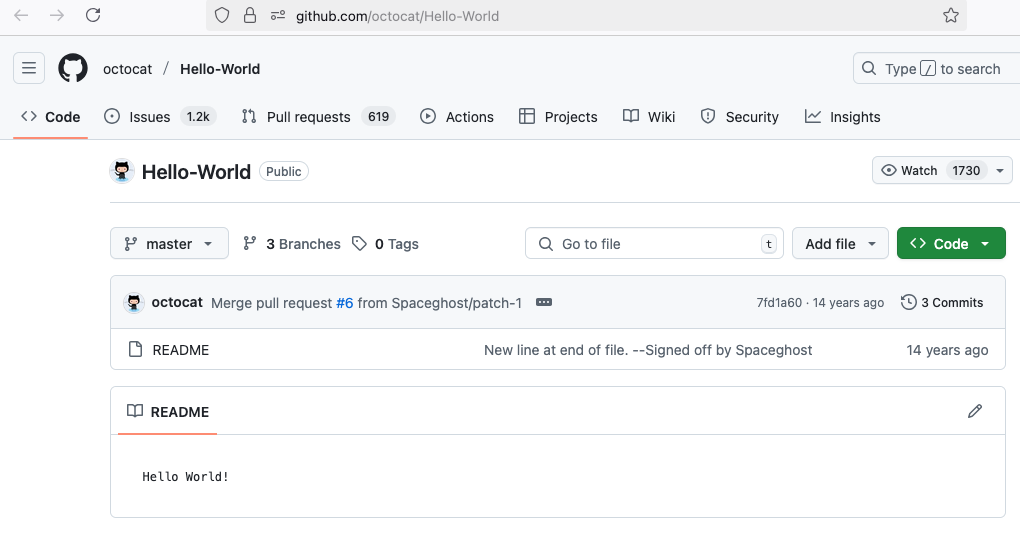 github.com/octocat/Hello-World
octocat / Hello-World
Type / to search
Code Issues 1.2k Pull requests 619 Actions Projects Wiki Security Insights
Hello-World Public
Watch 1730
master 3 Branches 0 Tags Go to file t Add file Code
octocat Merge pull request #6 from Spaceghost/patch-1 7fd1a60 · 14 years ago 3 Commits
README New line at end of file. --Signed off by Spaceghost 14 years ago
README
Hello World!